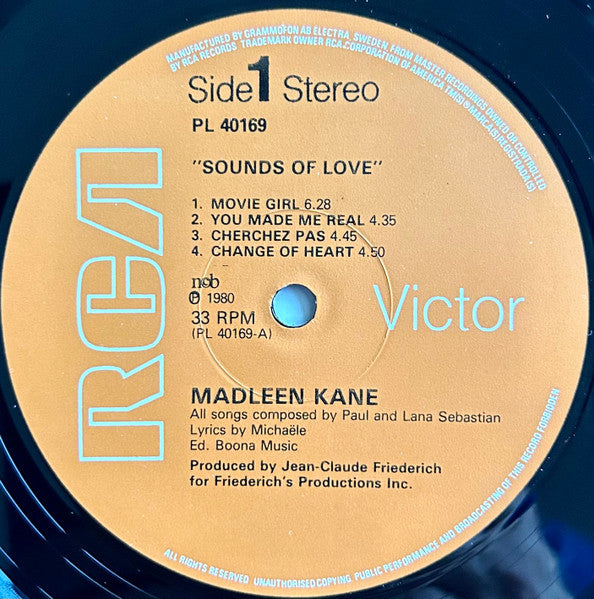 MANUFACTURED BY GRAMMOFON AB ELECTRA, SWEDEN, FROM MASTER RECORDINGS OWNED OR CONTROLLED
BY RCA RECORDS TRADEMARK OWNER RCA CORPORATION OF AMERICA TM(S)® MARCA(S) REGISTRADA(S)
Side 1 Stereo
PL 40169
"SOUNDS OF LOVE"
1. MOVIE GIRL 6.28
2. YOU MADE ME REAL 4.35
3. CHERCHEZ PAS 4.45
4. CHANGE OF HEART 4.50
ncb
℗ 1980
33 RPM
(PL 40169-A)
RCA
Victor
MADLEEN KANE
All songs composed by Paul and Lana Sebastian
Lyrics by Michaële
Ed. Boona Music
Produced by Jean-Claude Friederich
for Friederich's Productions Inc.
ALL RIGHTS RESERVED UNAUTHORISED COPYING, PUBLIC PERFORMANCE AND BROADCASTING OF THIS RECORD FORBIDDEN